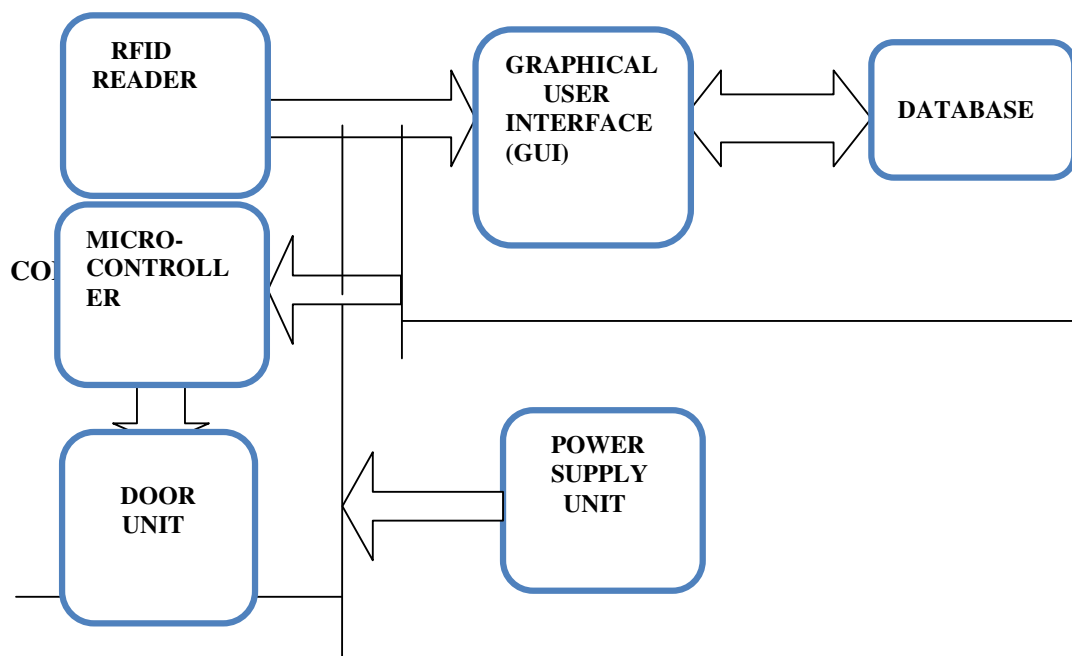 RFID
READER
GRAPHICAL
USER
INTERFACE
(GUI)
DATABASE
MICRO-
CONTROLL
ER
DOOR
UNIT
POWER
SUPPLY
UNIT